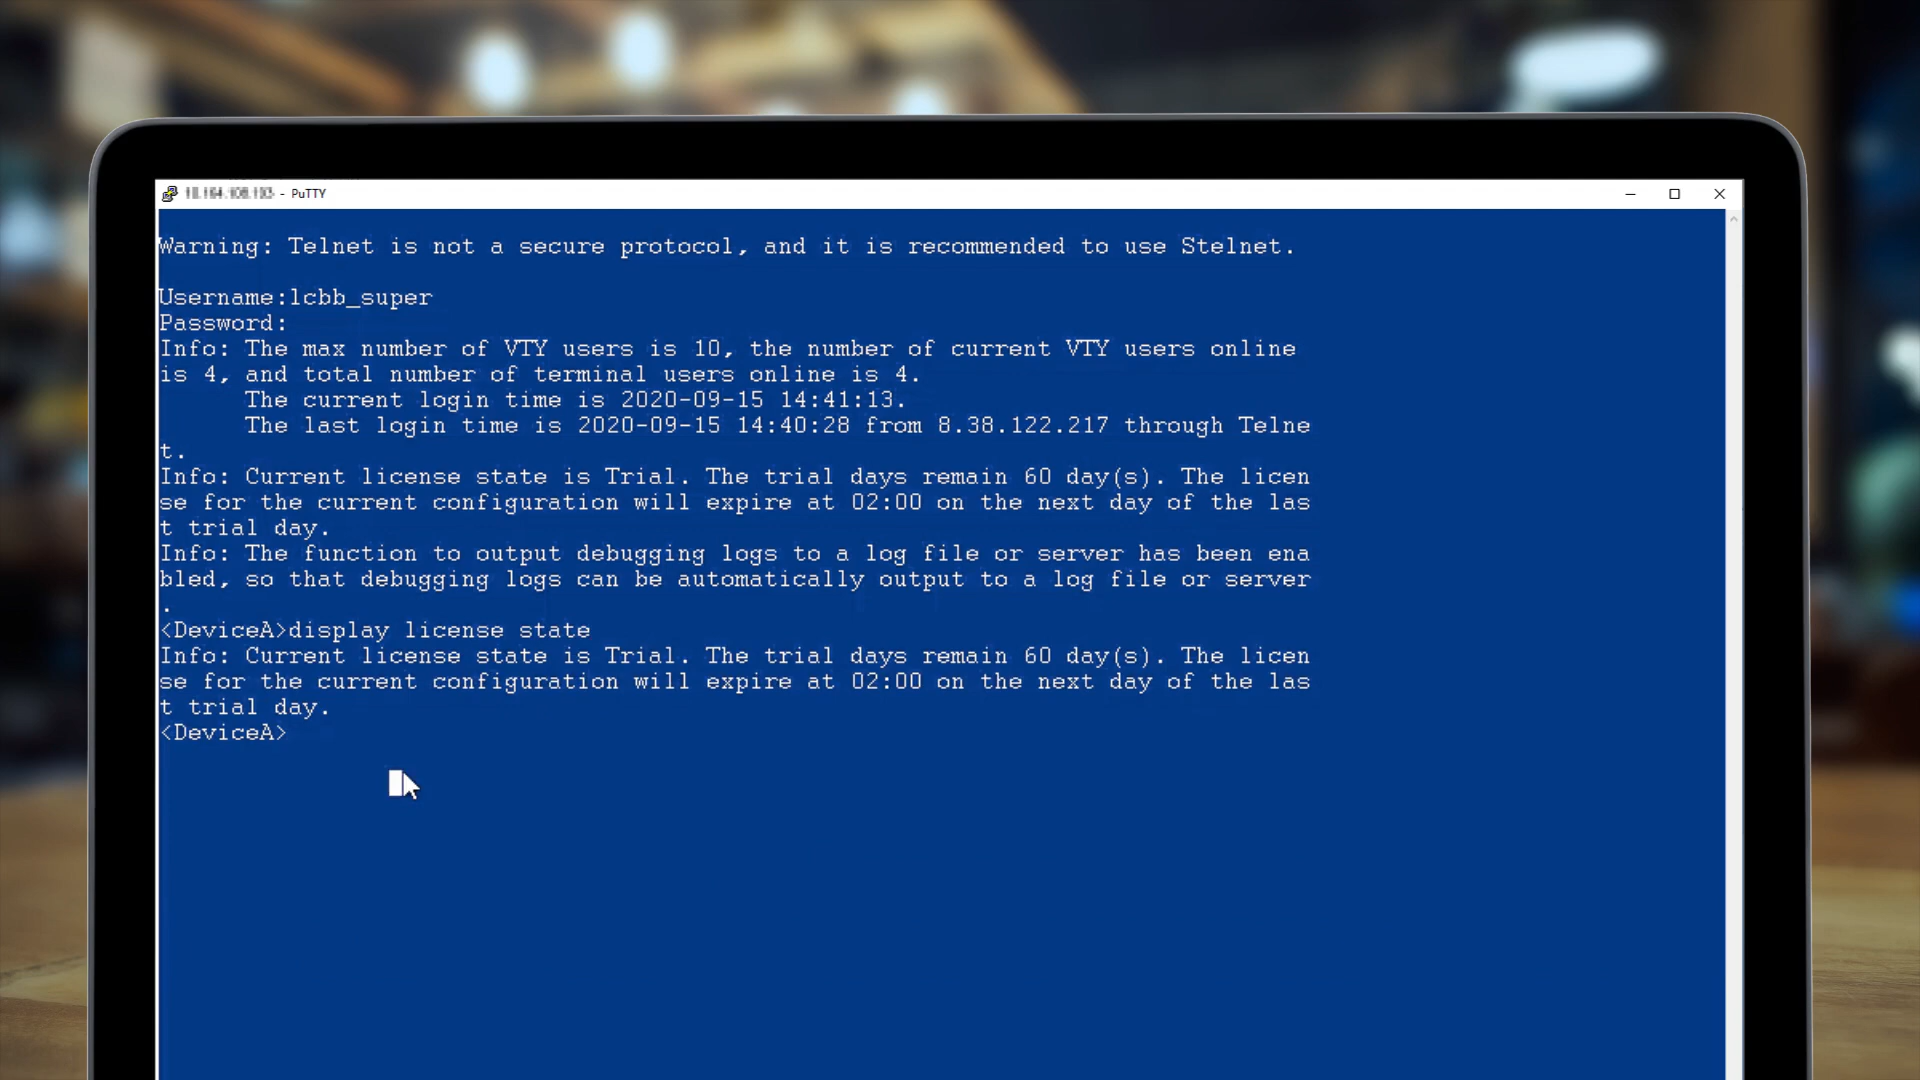 - PuTTY
Warning: Telnet is not a secure protocol, and it is recommended to use Stelnet.
Username:lcbb_super
Password:
Info: The max number of VTY users is 10, the number of current VTY users online
is 4, and total number of terminal users online is 4.
The current login time is 2020-09-15 14:41:13.
The last login time is 2020-09-15 14:40:28 from 8.38.122.217 through Telne
t.
Info: Current license state is Trial. The trial days remain 60 day(s). The licen
se for the current configuration will expire at 02:00 on the next day of the las
t trial day.
Info: The function to output debugging logs to a log file or server has been ena
bled, so that debugging logs can be automatically output to a log file or server
.
<DeviceA>display license state
Info: Current license state is Trial. The trial days remain 60 day(s). The licen
se for the current configuration will expire at 02:00 on the next day of the las
t trial day.
<DeviceA>